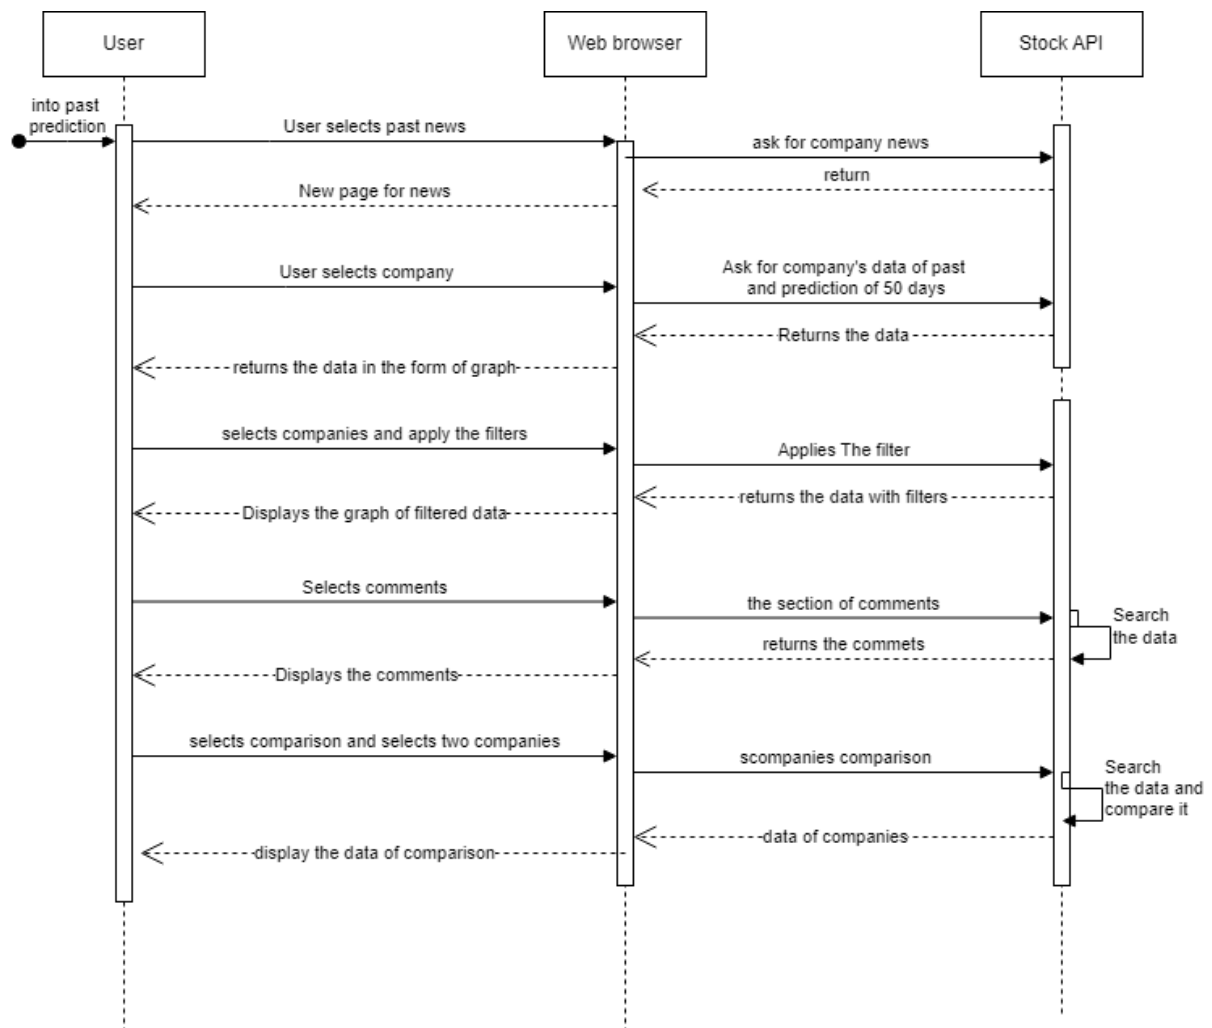 User
Web browser
Stock API
into past
prediction
User selects past news
ask for company news
return
New page for news
User selects company
Ask for company's data of past
and prediction of 50 days
Returns the data
returns the data in the form of graph
selects companies and apply the filters
Applies The filter
returns the data with filters
Displays the graph of filtered data
Selects comments
the section of comments
Search
the data
returns the commets
Displays the comments
selects comparison and selects two companies
scompanies comparison
Search
the data and
compare it
data of companies
display the data of comparison